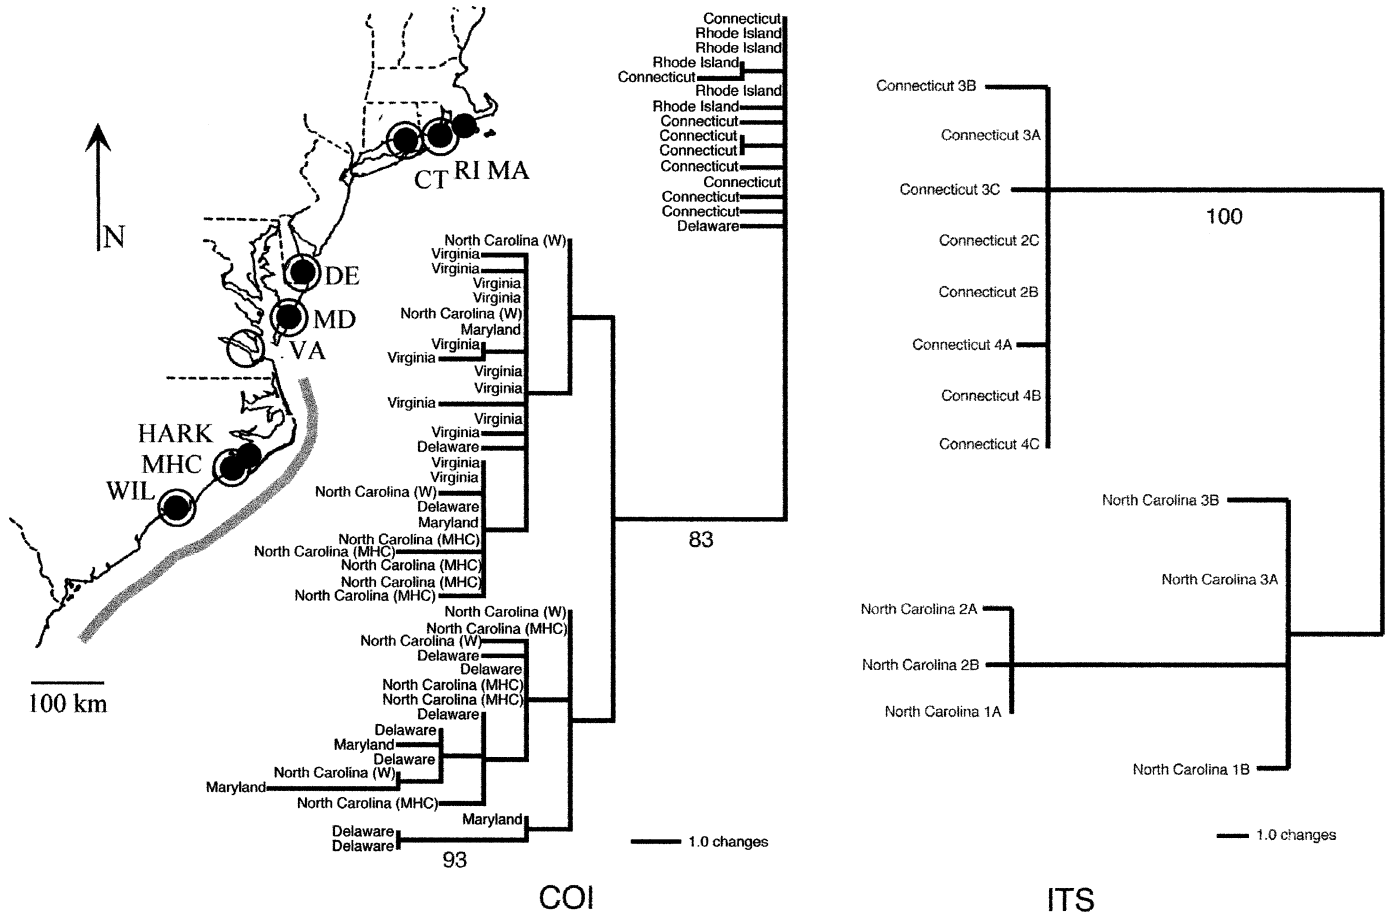 N
CT
RI MA
DE
MD
VA
HARK
MHC
WIL
100 km
Connecticut
Rhode Island
Rhode Island
Rhode Island
Connecticut
Rhode Island
Rhode Island
Connecticut
Connecticut
Connecticut
Connecticut
Connecticut
Connecticut
Connecticut
Delaware
North Carolina (W)
Virginia
Virginia
Virginia
Virginia
North Carolina (W)
Maryland
Virginia
Virginia
Virginia
Virginia
Virginia
Virginia
Virginia
Delaware
Virginia
Virginia
North Carolina (W)
Delaware
Maryland
North Carolina (MHC)
North Carolina (MHC)
North Carolina (MHC)
North Carolina (MHC)
North Carolina (MHC)
North Carolina (W)
North Carolina (MHC)
North Carolina (W)
Delaware
Delaware
North Carolina (MHC)
North Carolina (MHC)
Delaware
Delaware
Maryland
Delaware
North Carolina (W)
Maryland
North Carolina (MHC)
Maryland
Delaware
Delaware
93
83
1.0 changes
COI
Connecticut 3B
Connecticut 3A
Connecticut 3C
100
Connecticut 2C
Connecticut 2B
Connecticut 4A
Connecticut 4B
Connecticut 4C
North Carolina 3B
North Carolina 3A
North Carolina 2A
North Carolina 2B
North Carolina 1A
North Carolina 1B
1.0 changes
ITS